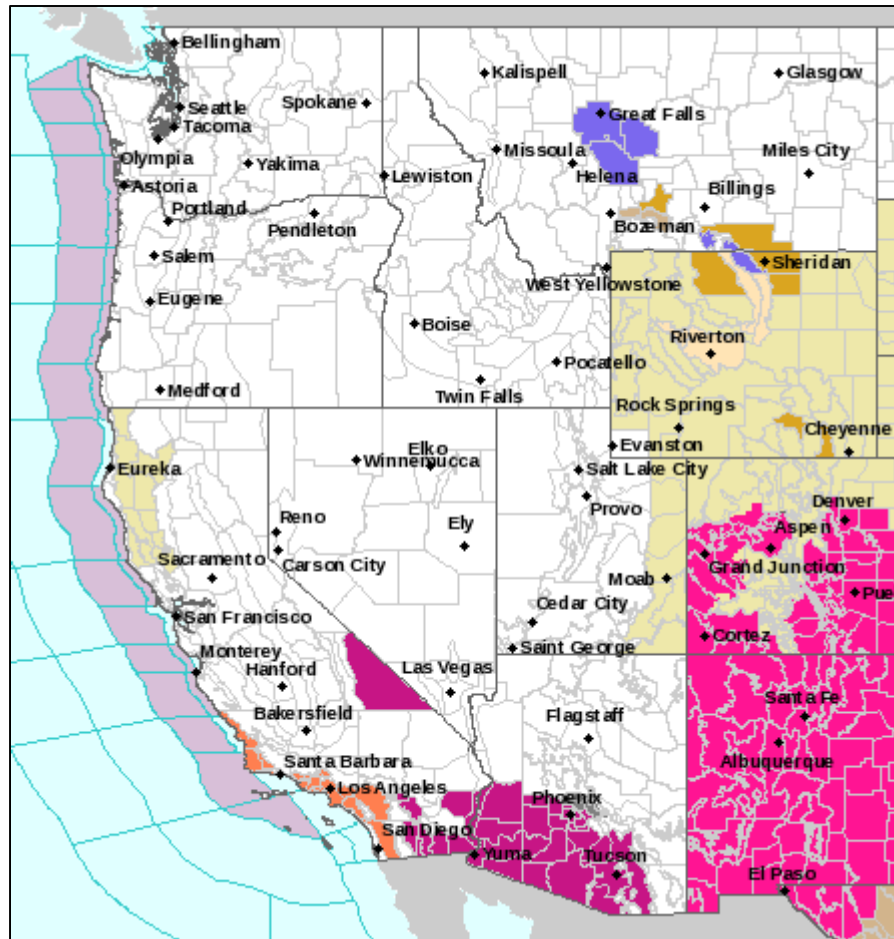 Bellingham
Kalispell
Glasgow
Spokane
Seattle
Great Falls
Tacoma
Olympia
Yakima
Missoula
Miles City
Lewiston
Helena
Astoria
Billings
Portland
Pendleton
Bozeman
Salem
Sheridan
West Yellowstone
Eugene
Boise
Riverton
Pocatello
Medford
Twin Falls
Rock Springs
Cheyenne
Elko
Evanston
Eureka
Winnemucca
Salt Lake City
Denver
Provo
Reno
Ely
Aspen
Sacramento
Carson City
Grand Junction
Moab
Pue
Cedar City
San Francisco
Cortez
Saint George
Monterey
Hanford
Las Vegas
Santa Fe
Bakersfield
Flagstaff
Santa Barbara
Albuquerque
Los Angeles
Phoenix
San Diego
Yuma
Tucson
El Paso